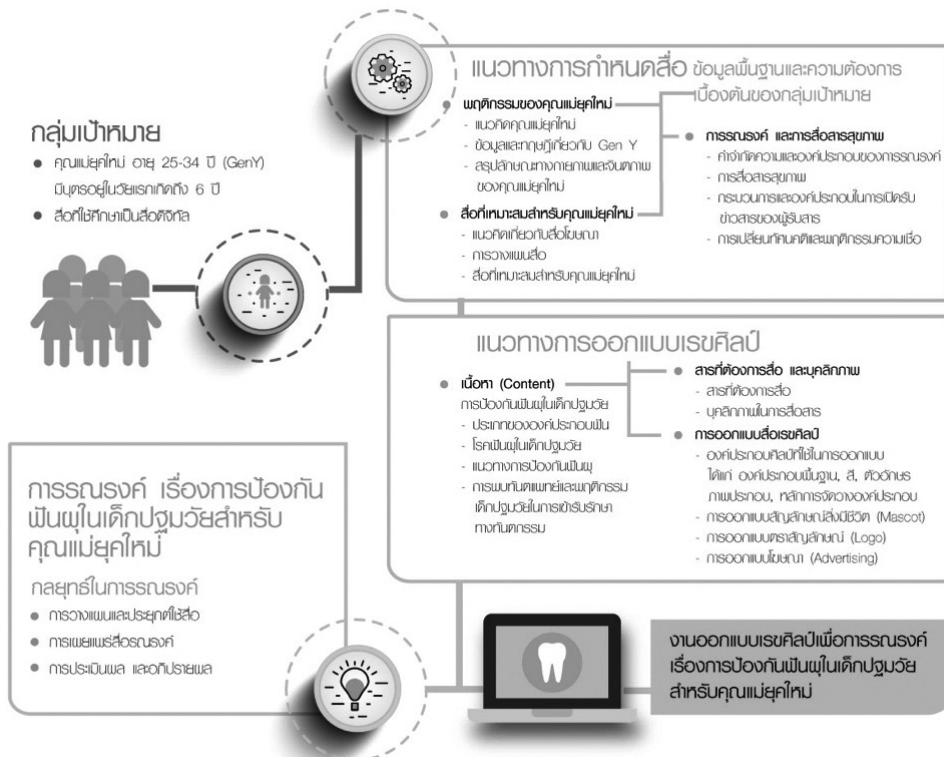 กลุ่มเป้าหมาย
คุณแม่ยุคใหม่ อายุ 25-34 ปี (GenY)
มีบุตรอยู่ในวัยแรกเกิดถึง 6 ปี
สื่อที่ใช้ศึกษาเป็นสื่อดิจิทัล
แนวทางการกำหนดสื่อ ข้อมูลพื้นฐานและความต้องการ
เบื้องต้นของกลุ่มเป้าหมาย
พฤติกรรมของคุณแม่ยุคใหม่
- แนวคิดคุณแม่ยุคใหม่
- ข้อมูลและทฤษฎีเกี่ยวกับ Gen Y
- สรุปลักษณะทางกายภาพและจิตภาพ
ของคุณแม่ยุคใหม่
สื่อที่เหมาะสมสำหรับคุณแม่ยุคใหม่
- แนวคิดเกี่ยวกับสื่อโฆษณา
- การวางแผนสื่อ
- สื่อที่เหมาะสมสำหรับคุณแม่ยุคใหม่
การรณรงค์ และการสื่อสารสุขภาพ
- คำจำกัดความและองค์ประกอบของการรณรงค์
- การสื่อสารสุขภาพ
- กระบวนการและองค์ประกอบในการเปิดรับ
ข่าวสารของผู้รับสาร
- การเปลี่ยนทัศนคติและพฤติกรรมความเชื่อ
แนวทางการออกแบบเรขศิลป์
เนื้อหา (Content)
การป้องกันฟันผุในเด็กปฐมวัย
- ประเภทขององค์ประกอบฟัน
- โรคฟันผุในเด็กปฐมวัย
- แนวทางการป้องกันฟันผุ
- การพบทันตแพทย์และพฤติกรรม
เด็กปฐมวัยในการเข้ารับรักษา
ทางทันตกรรม
สารที่ต้องการสื่อ และบุคลิกภาพ
- สารที่ต้องการสื่อ
- บุคลิกภาพในการสื่อสาร
การออกแบบสื่อเรขศิลป์
- องค์ประกอบศิลป์ที่ใช้ในการออกแบบ
ได้แก่ องค์ประกอบพื้นฐาน, สี, ตัวอักษร
ภาพประกอบ, หลักการจัดวางองค์ประกอบ
- การออกแบบสัญลักษณ์สิ่งมีชีวิต (Mascot)
- การออกแบบตราสัญลักษณ์ (Logo)
- การออกแบบโฆษณา (Advertising)
การรณรงค์ เรื่องการป้องกัน
ฟันผุในเด็กปฐมวัยสำหรับ
คุณแม่ยุคใหม่
กลยุทธ์ในการรณรงค์
การวางแผนและประยุกต์ใช้สื่อ
การเผยแพร่สื่อรณรงค์
การประเมินผล และอภิปรายผล
งานออกแบบเรขศิลป์เพื่อการรณรงค์
เรื่องการป้องกันฟันผุในเด็กปฐมวัย
สำหรับคุณแม่ยุคใหม่